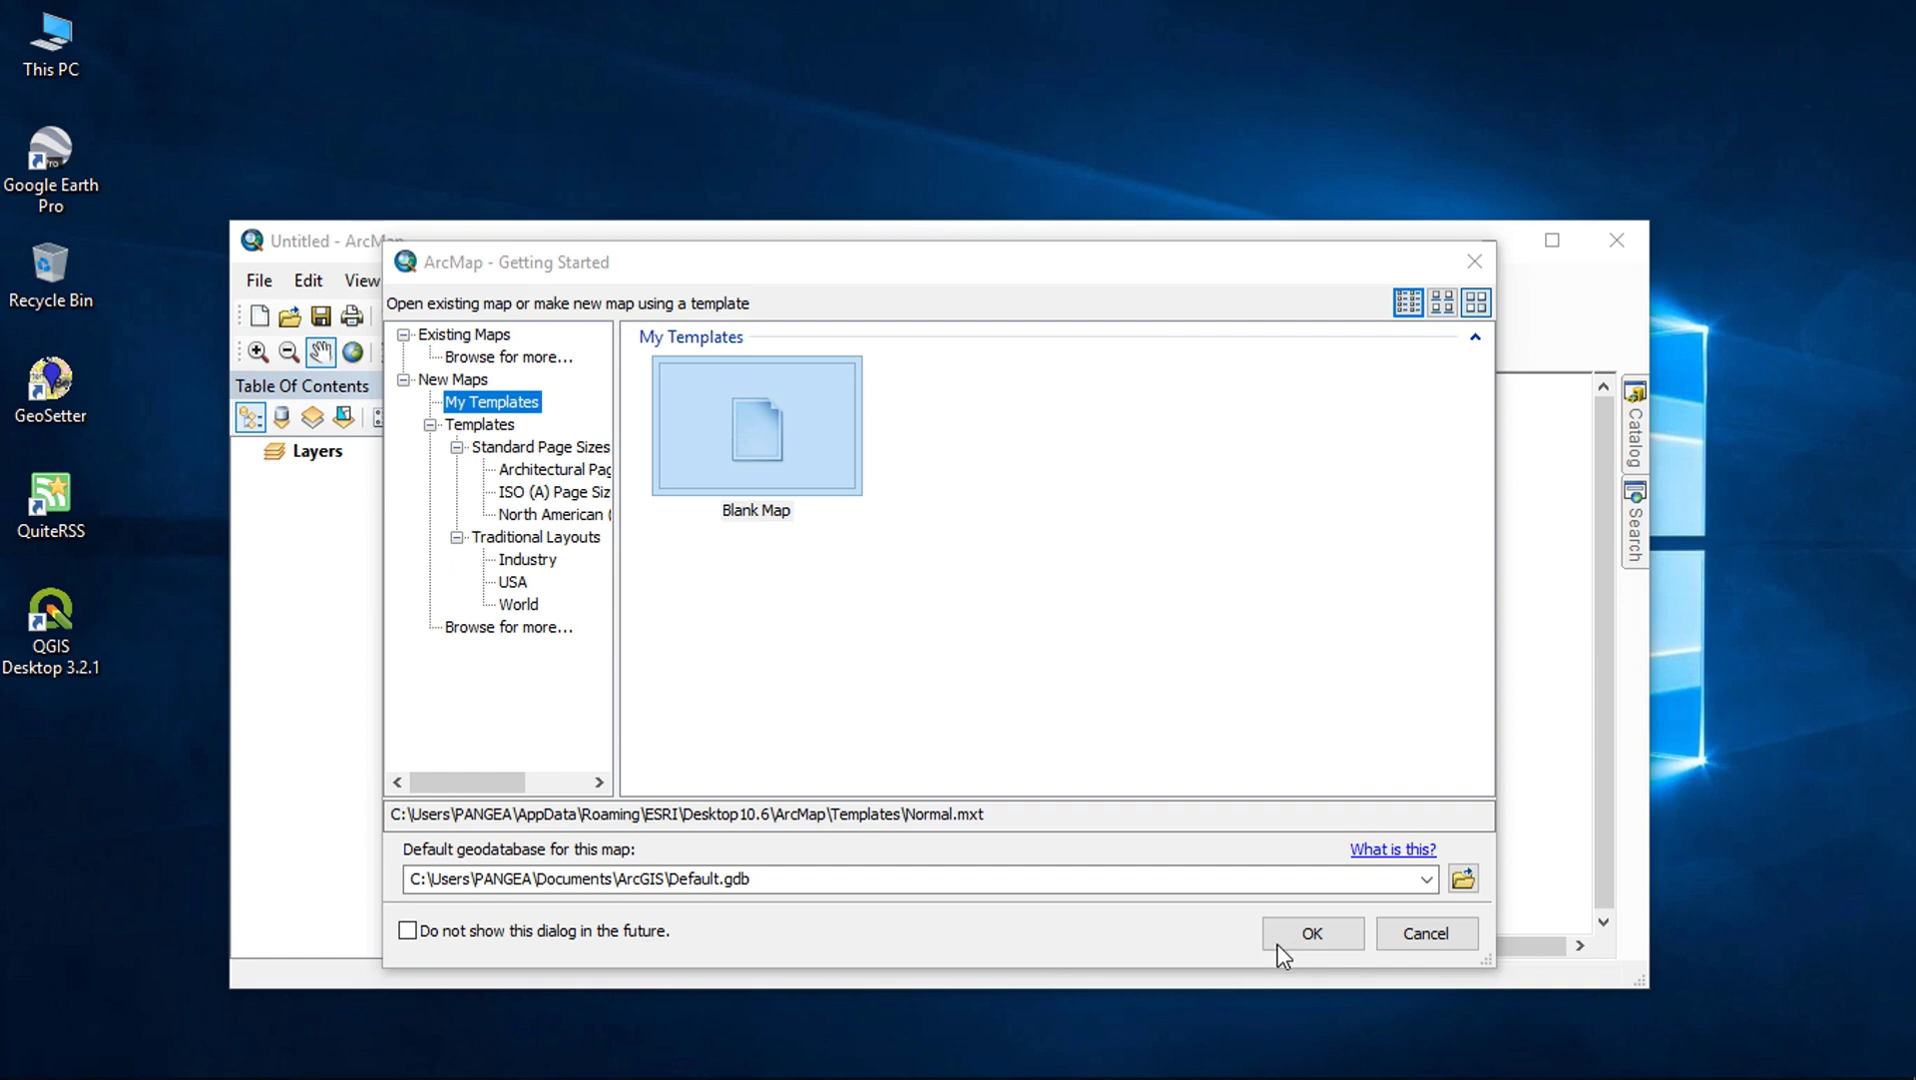 This PC
Google Earth
Pro
Recycle Bin
GeoSetter
QuiteRSS
QGIS
Desktop 3.2.1
Untitled - ArcMap
File Edit View
Table Of Contents
Layers
ArcMap - Getting Started
Open existing map or make new map using a template
Existing Maps
Browse for more...
New Maps
My Templates
Templates
Standard Page Sizes
Architectural Pag
ISO (A) Page Siz
North American (
Traditional Layouts
Industry
USA
World
Browse for more...
My Templates
Blank Map
C:\Users\PANGEA\AppData\Roaming\ESRI\Desktop10.6\ArcMap\Templates\Normal.mxt
Default geodatabase for this map:
What is this?
C:\Users\PANGEA\Documents\ArcGIS\Default.gdb
Do not show this dialog in the future.
OK
Cancel
Catalog
Search